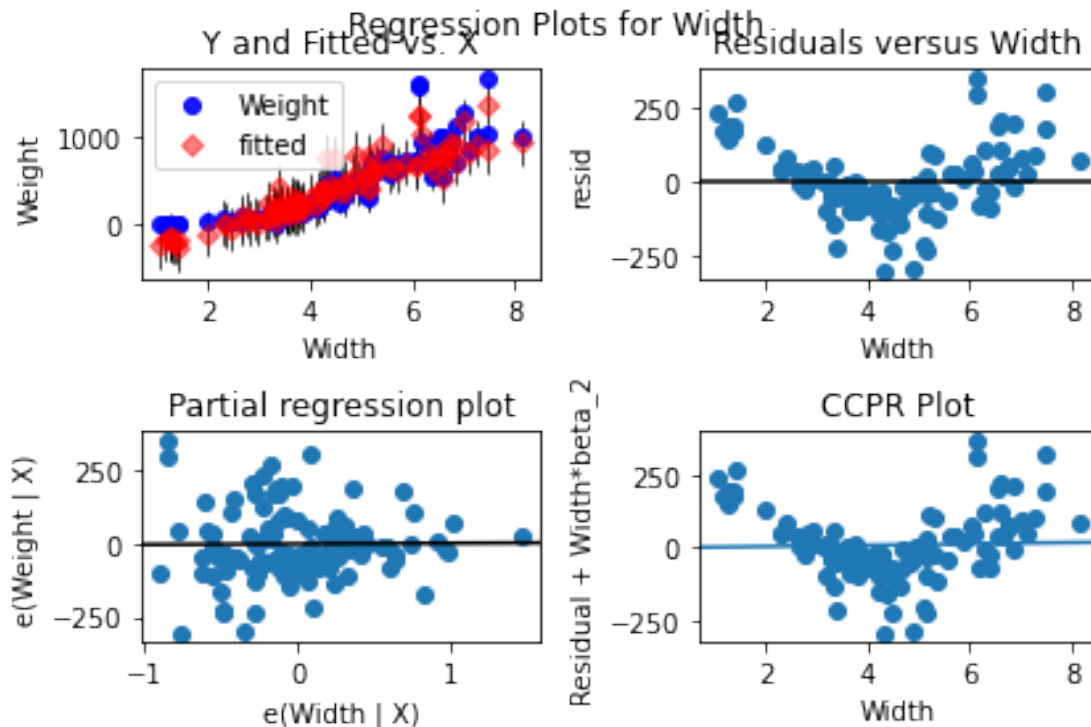 Regression Plots for Width
Y and Fitted vs. X
Weight
fitted
Weight
1000
0
2 4 6 8
Width
Residuals versus Width
resid
250
0
−250
2 4 6 8
Width
Partial regression plot
e(Weight | X)
250
0
−250
−1 0 1
e(Width | X)
CCPR Plot
Residual + Width*beta_2
250
0
−250
2 4 6 8
Width